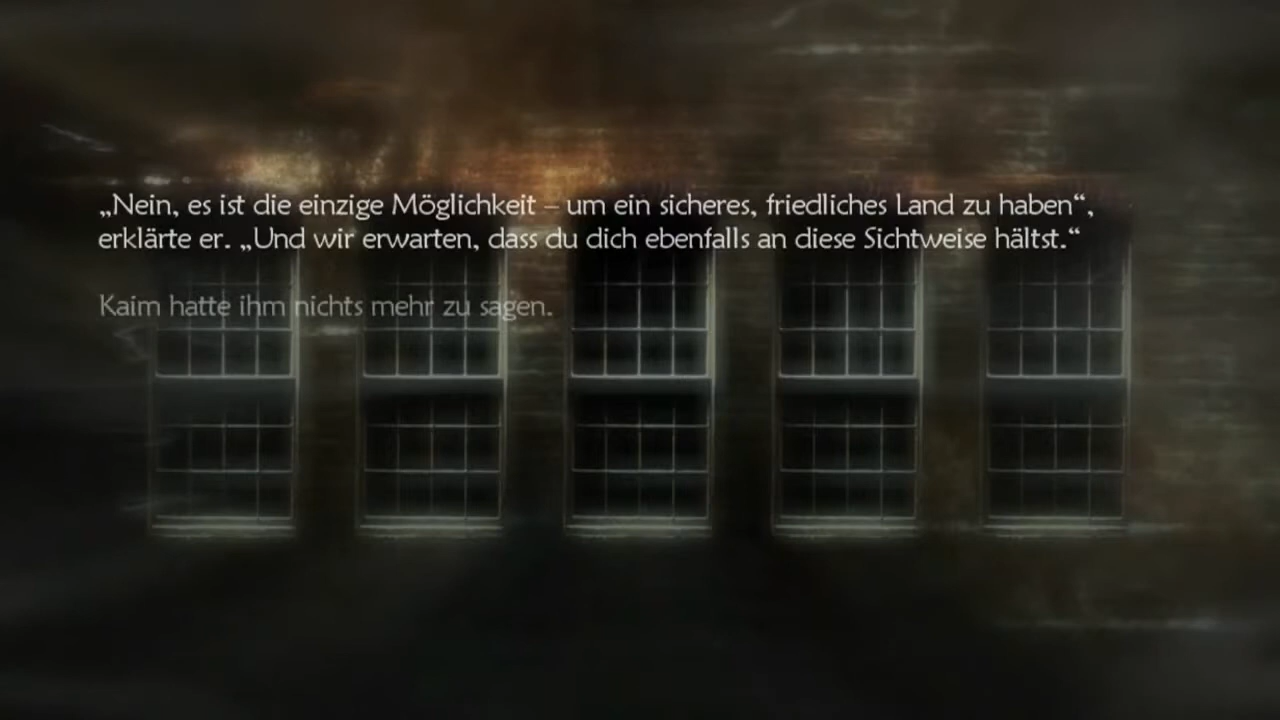 „Nein, es ist die einzige Möglichkeit – um ein sicheres, friedliches Land zu haben“,
erklärte er. „Und wir erwarten, dass du dich ebenfalls an diese Sichtweise hältst.“
Kaim hatte ihm nichts mehr zu sagen.